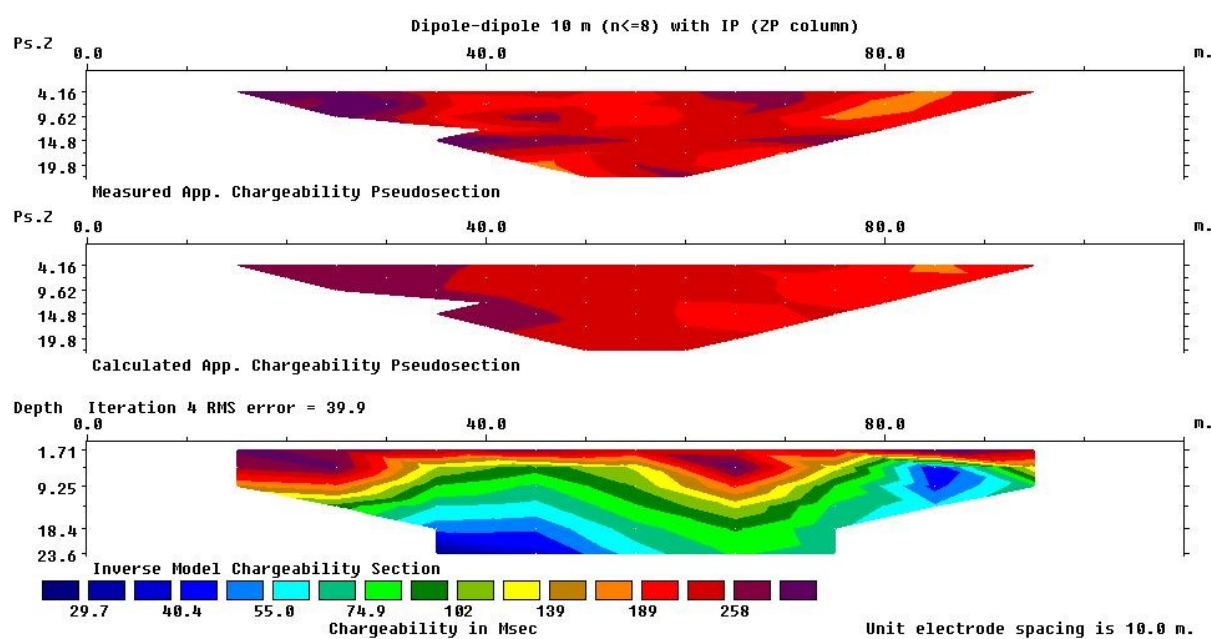 Dipole-dipole 10 m (n<=8) with IP (ZP column)
Ps.Z 0.0 40.0 80.0 m.
4.16
9.62
14.8
19.8
Measured App. Chargeability Pseudosection
Ps.Z 0.0 40.0 80.0 m.
4.16
9.62
14.8
19.8
Calculated App. Chargeability Pseudosection
Depth Iteration 4 RMS error = 39.9
0.0 40.0 80.0 m.
1.71
9.25
18.4
23.6
Inverse Model Chargeability Section
29.7 40.4 55.0 74.9 102 139 189 258
Chargeability in Msec
Unit electrode spacing is 10.0 m.